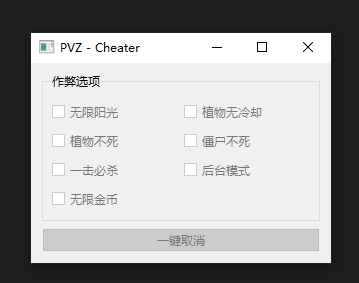 PVZ - Cheater
作弊选项
无限阳光 植物无冷却
植物不死 僵尸不死
一击必杀 后台模式
无限金币
一键取消